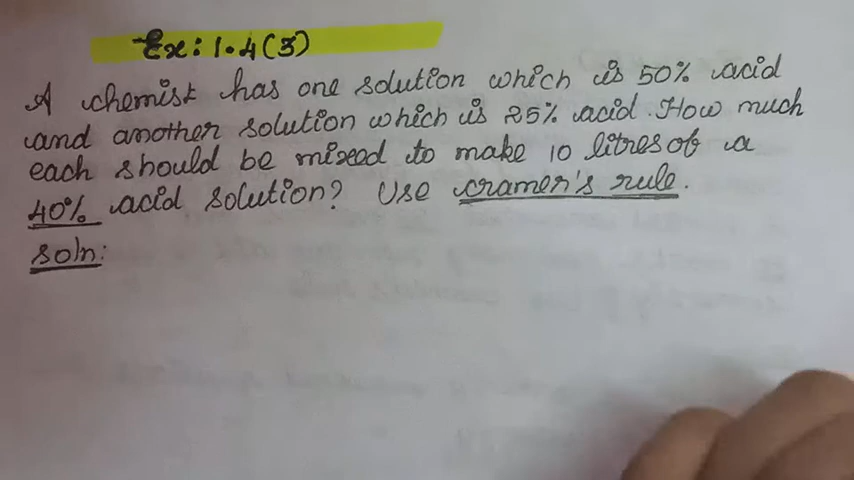 Ex: 1.4(3)
A chemist has one solution which is 50% acid
and another solution which is 25% acid. How much
each should be mixed to make 10 litres of a
40% acid solution? Use cramer's rule.
soln: